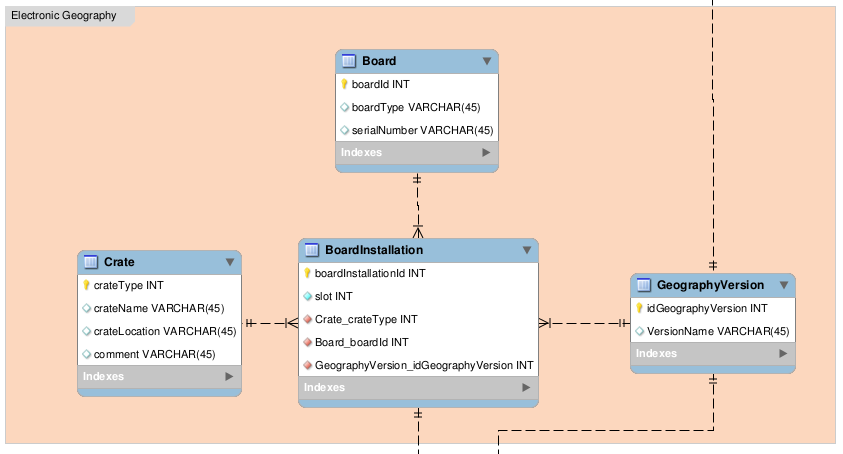 Electronic Geography
Board
boardId INT
boardType VARCHAR(45)
serialNumber VARCHAR(45)
Indexes
BoardInstallation
boardInstallationId INT
slot INT
Crate_crateType INT
Board_boardId INT
GeographyVersion_idGeographyVersion INT
Indexes
Crate
crateType INT
crateName VARCHAR(45)
crateLocation VARCHAR(45)
comment VARCHAR(45)
Indexes
GeographyVersion
idGeographyVersion INT
VersionName VARCHAR(45)
Indexes